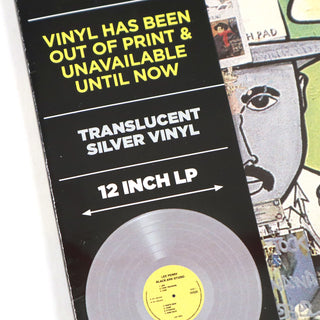 VINYL HAS BEEN
OUT OF PRINT &
UNAVAILABLE
UNTIL NOW
TRANSLUCENT
SILVER VINYL
12 INCH LP
LEE PERRY
BLACK ARK STUDIO
H PAD